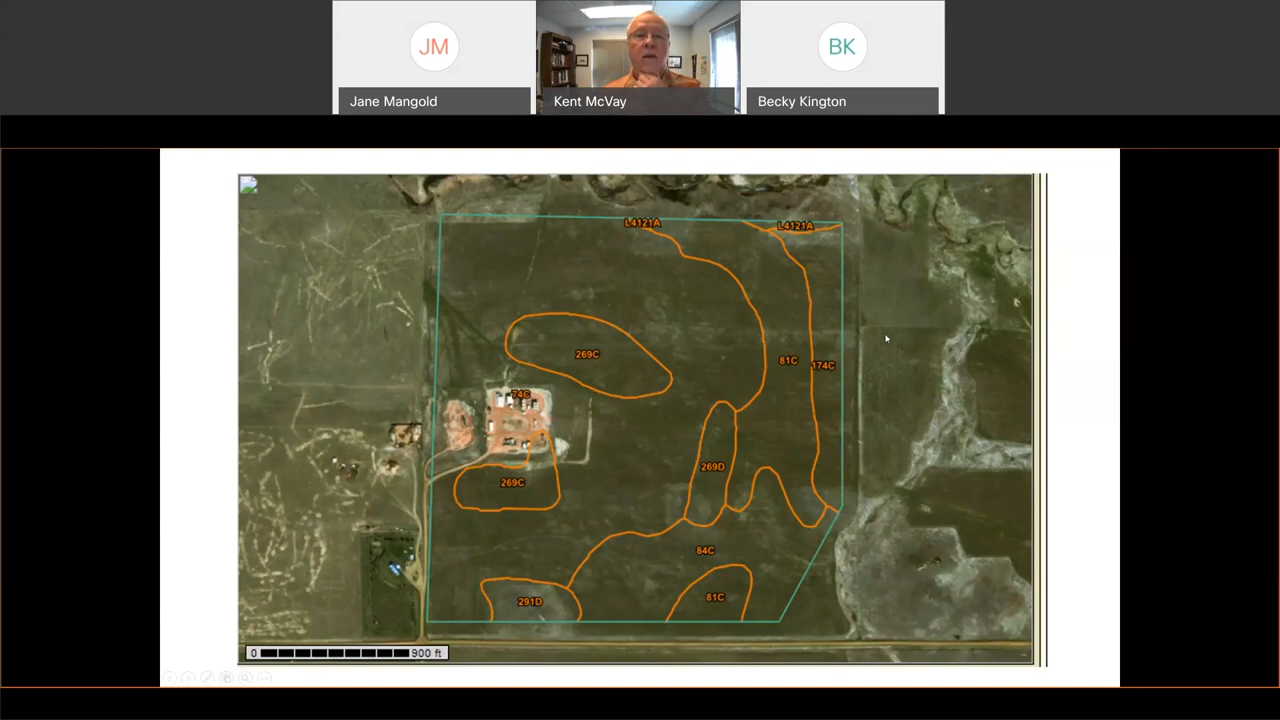 JM
BK
Jane Mangold
Kent McVay
Becky Kington
L4121A
L4121A
269C
81C
174C
74C
269D
269C
84C
81C
291D
0 900 ft